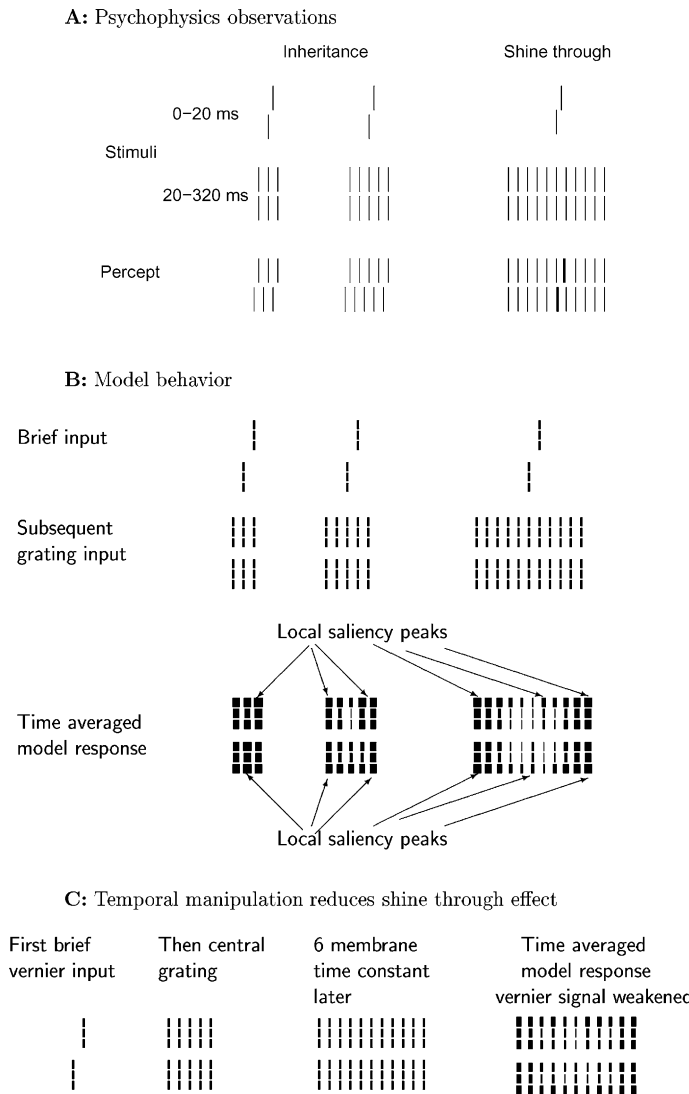 A: Psychophysics observations
Inheritance
Shine through
0−20 ms
Stimuli
20−320 ms
Percept
B: Model behavior
Brief input
Subsequent
grating input
Local saliency peaks
Time averaged
model response
Local saliency peaks
C: Temporal manipulation reduces shine through effect
First brief
vernier input
Then central
grating
6 membrane
time constant
later
Time averaged
model response
vernier signal weakened